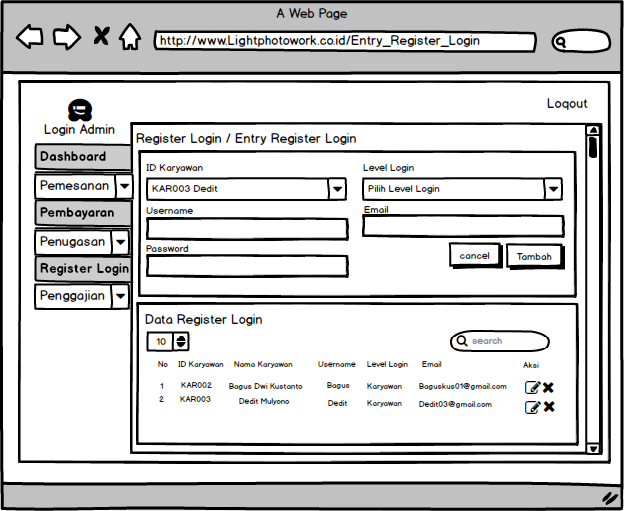 A Web Page
http://www.Lightphotowork.co.id/Entry_Register_Login
Loqout
Login Admin
Dashboard
Pemesanan
Pembayaran
Penugasan
Register Login
Penggajian
Register Login / Entry Register Login
ID Karyawan
Level Login
KAR003 Dedit
Pilih Level Login
Username
Email
Password
cancel
Tambah
Data Register Login
10
search
No ID Karyawan Nama Karyawan Username Level Login Email Aksi
1 KAR002 Bagus Dwi Kustanto Bagus Karyawan Baguskus01@gmail.com
2 KAR003 Dedit Mulyono Dedit Karyawan Dedit03@gmail.com